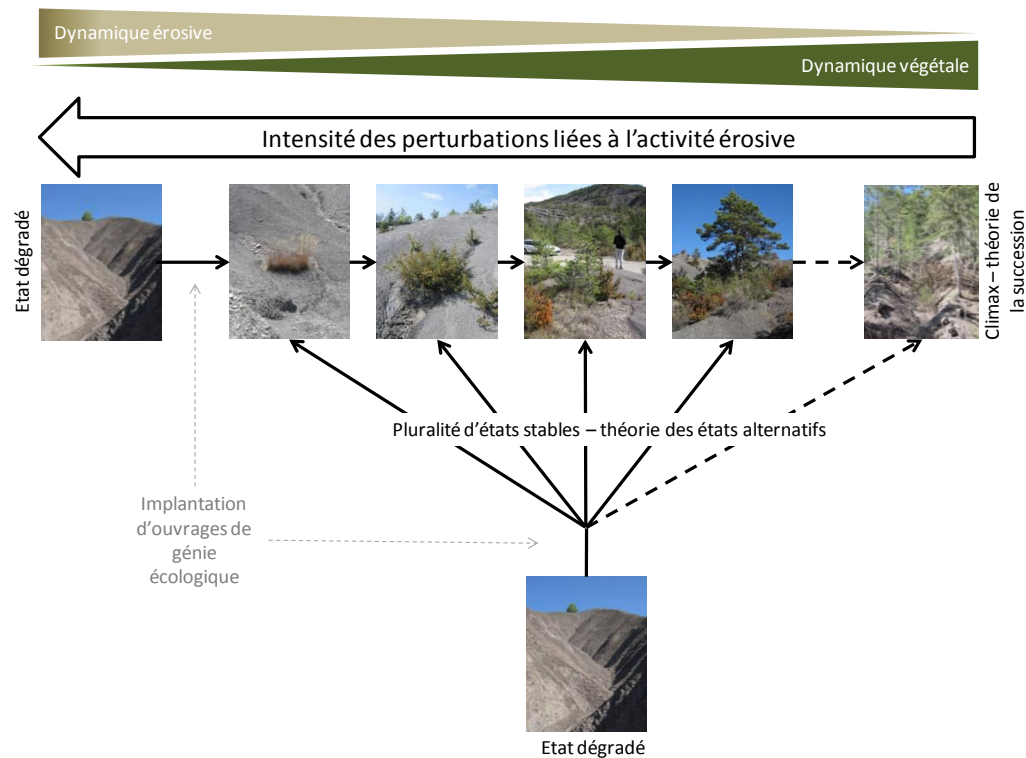 Dynamique érosive
Dynamique végétale
Intensité des perturbations liées à l'activité érosive
Etat dégradé
Climax – théorie de
la succession
Pluralité d'états stables – théorie des états alternatifs
Implantation
d'ouvrages de
génie
écologique
Etat dégradé